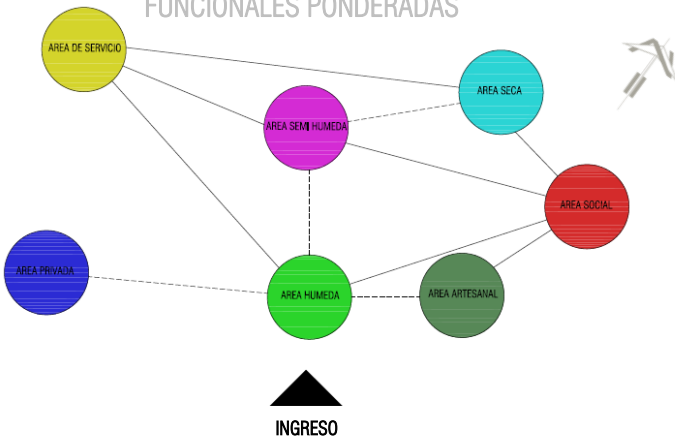 FUNCIONALES PONDERADAS
AREA DE SERVICIO
AREA SECA
AREA SEMI HUMEDA
AREA SOCIAL
AREA PRIVADA
AREA HUMEDA
AREA ARTESANAL
INGRESO